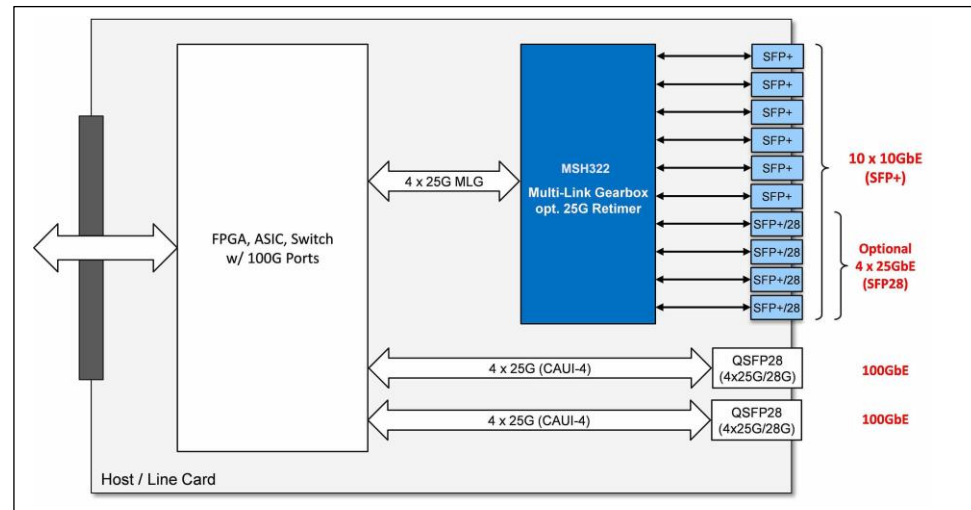 SFP+
SFP+
SFP+
SFP+
SFP+
SFP+
SFP+/28
SFP+/28
SFP+/28
SFP+/28
10 x 10GbE
(SFP+)
Optional
4 x 25GbE
(SFP28)
MSH322
Multi-Link Gearbox
opt. 25G Retimer
4 x 25G MLG
FPGA, ASIC, Switch
w/ 100G Ports
4 x 25G (CAUI-4)
QSFP28
(4x25G/28G)
100GbE
4 x 25G (CAUI-4)
QSFP28
(4x25G/28G)
100GbE
Host / Line Card